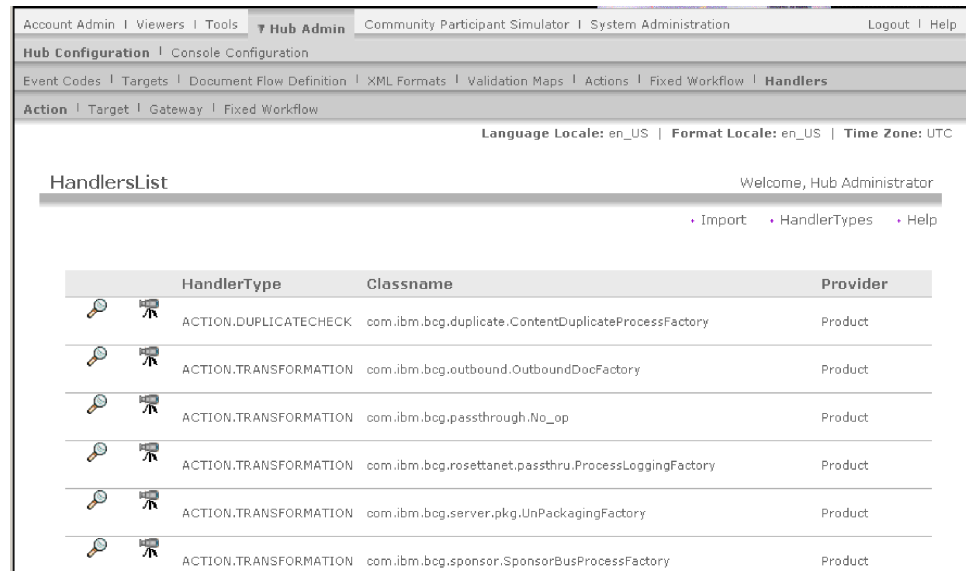 Account Admin | Viewers | Tools ▼ Hub Admin Community Participant Simulator | System Administration Logout | Help
Hub Configuration | Console Configuration
Event Codes | Targets | Document Flow Definition | XML Formats | Validation Maps | Actions | Fixed Workflow | Handlers
Action | Target | Gateway | Fixed Workflow
Language Locale: en_US | Format Locale: en_US | Time Zone: UTC
HandlersList Welcome, Hub Administrator
• Import • HandlerTypes • Help
HandlerType Classname Provider
ACTION.DUPLICATECHECK com.ibm.bcg.duplicate.ContentDuplicateProcessFactory Product
ACTION.TRANSFORMATION com.ibm.bcg.outbound.OutboundDocFactory Product
ACTION.TRANSFORMATION com.ibm.bcg.passthrough.No_op Product
ACTION.TRANSFORMATION com.ibm.bcg.rosettanet.passthru.ProcessLoggingFactory Product
ACTION.TRANSFORMATION com.ibm.bcg.server.pkg.UnPackagingFactory Product
ACTION.TRANSFORMATION com.ibm.bcg.sponsor.SponsorBusProcessFactory Product